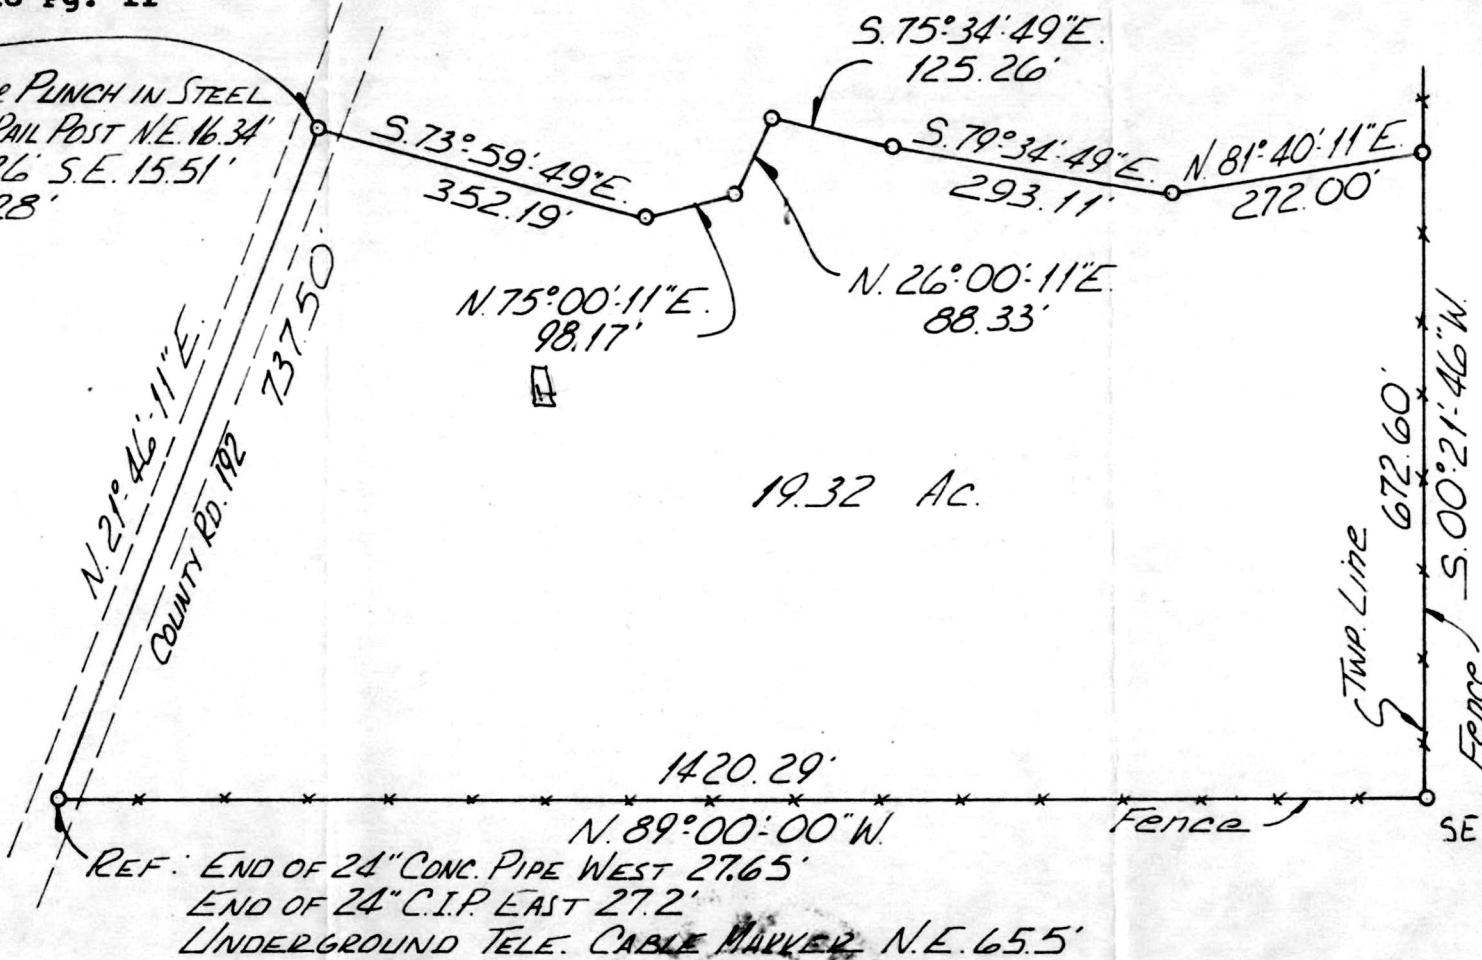 Pg. 11
S. 75°-34'-49"E.
125.26'
PUNCH IN STEEL
RAIL POST N.E. 16.34'
S.E. 15.51'
28'
S. 73°-59'-49"E.
352.19'
S. 79°-34'-49"E.
293.11'
N. 81°-40'-11"E.
272.00'
N. 75°-00'-11"E.
98.17'
N. 26°-00'-11"E.
88.33'
N. 21°-46'-11"E.
737.50'
COUNTY RD. 192
19.32 Ac.
TWP. Line
672.60'
S. 00°-21'-46"W.
Fence
1420.29'
N. 89°-00'-00"W.
Fence
SE
REF: END OF 24" CONC. PIPE WEST 27.65'
END OF 24" C.I.P. EAST 27.2'
UNDERGROUND TELE. CABLE MARKER N.E. 65.5'